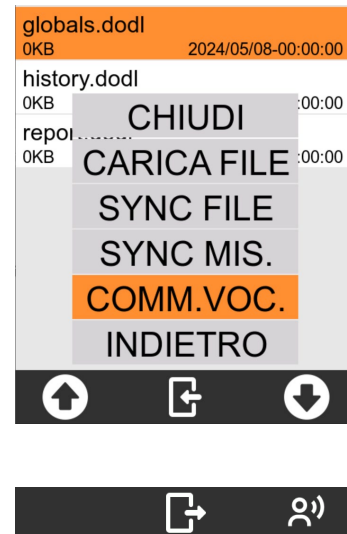 globals.dodl
0KB 2024/05/08-00:00:00
history.dodl
0KB :00:00
repor
0KB :00:00
CHIUDI
CARICA FILE
SYNC FILE
SYNC MIS.
COMM.VOC.
INDIETRO